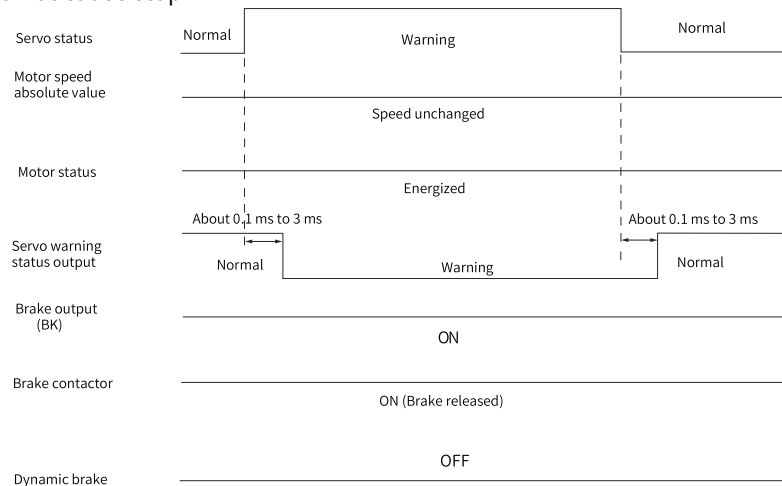 Servo status
Normal
Warning
Normal
Motor speed
absolute value
Speed unchanged
Motor status
Energized
About 0.1 ms to 3 ms
About 0.1 ms to 3 ms
Servo warning
status output
Normal
Warning
Normal
Brake output
(BK)
ON
Brake contactor
ON (Brake released)
OFF
Dynamic brake